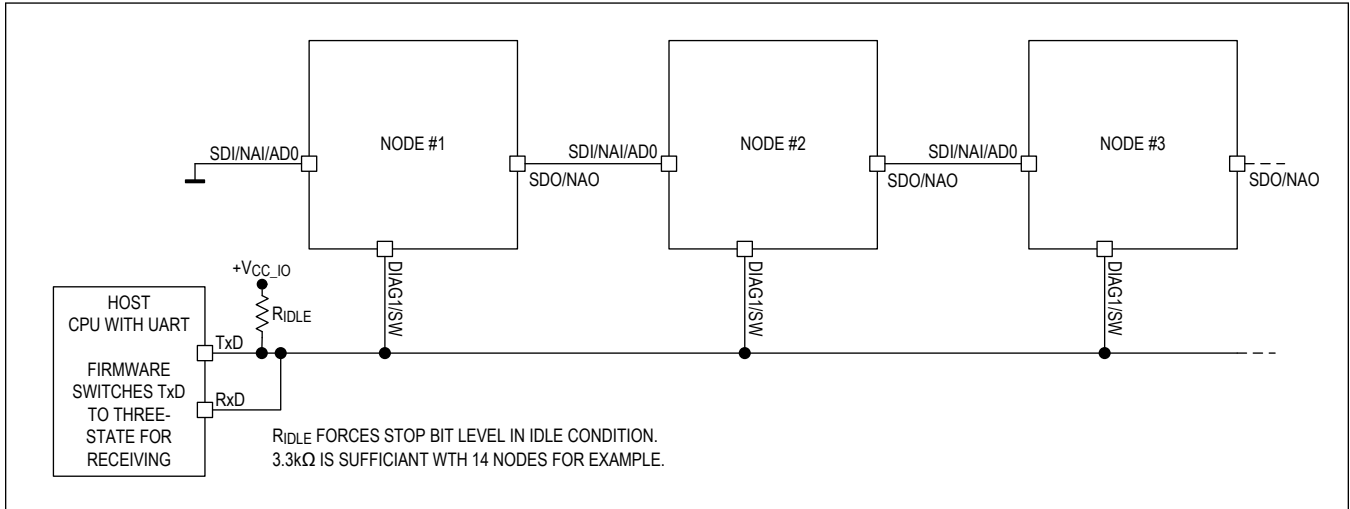 NODE #1
NODE #2
NODE #3
SDI/NAI/AD0
SDO/NAO
SDI/NAI/AD0
SDO/NAO
SDI/NAI/AD0
SDO/NAO
DIAG1/SW
DIAG1/SW
DIAG1/SW
+VCC_IO
RIDLE
HOST
CPU WITH UART
FIRMWARE
SWITCHES TxD
TO THREE-
STATE FOR
RECEIVING
TxD
RxD
RIDLE FORCES STOP BIT LEVEL IN IDLE CONDITION.
3.3kΩ IS SUFFICIANT WTH 14 NODES FOR EXAMPLE.